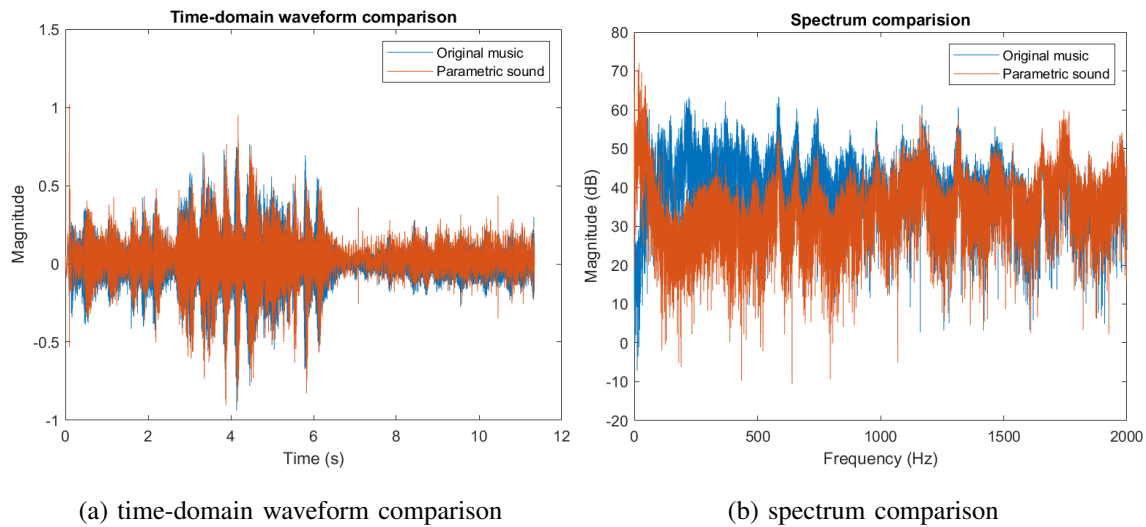 Time-domain waveform comparison
1.5
1
0.5
0
-0.5
-1
Magnitude
Original music
Parametric sound
0 2 4 6 8 10 12
Time (s)
(a) time-domain waveform comparison
Spectrum comparision
80
70
60
50
40
30
20
10
0
-10
-20
Magnitude (dB)
Original music
Parametric sound
0 500 1000 1500 2000
Frequency (Hz)
(b) spectrum comparison